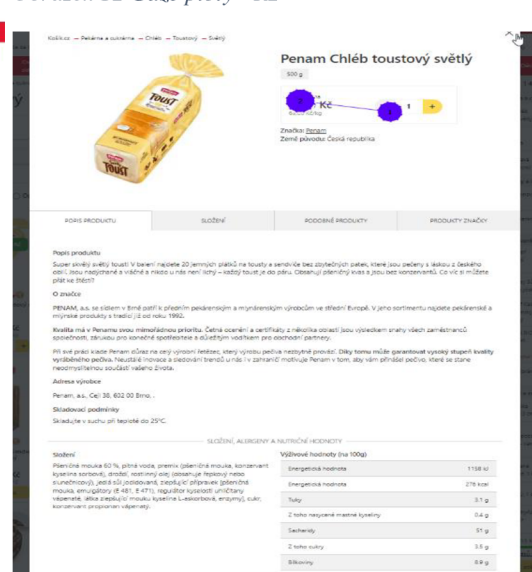 Košík.cz — Pekárna a cukrárna — Chléb — Toustový — Světlý
Penam Chléb toustový světlý
500 g
Kč
1 +
Značka: Penam
Země původu: Česká republika
TOUST
POPIS PRODUKTU SLOŽENÍ PODOBNÉ PRODUKTY PRODUKTY ZNAČKY
Popis produktu
Super skvělý světlý toust! V balení najdete 20 jemných plátků na tousty a sendviče bez zbytečných patek, které jsou pečeny s láskou z českého
obilí. Jsou nadýchané a vláčné a nikdo u nás není lichý – každý toust je do páru. Obsahují pšeničný kvas a jsou bez konzervantů. Co víc si můžete
přát ke štěstí?
O značce
PENAM, a.s. se sídlem v Brně patří k předním pekárenským a mlynárenským výrobcům ve střední Evropě. V jeho sortimentu najdete pekárenské a
mlýnské produkty s tradicí již od roku 1992.
Kvalita má v Penamu svou mimořádnou prioritu. Četná ocenění a certifikáty z několika oblastí jsou výsledkem snahy všech zaměstnanců
společnosti, zárukou pro konečné spotřebitele a důležitým vodítkem pro obchodní partnery.
Při své práci klade Penam důraz na celý výrobní řetězec, který výrobu pečiva nezbytně provází. Díky tomu může garantovat vysoký stupeň kvality
vyráběného pečiva. Neustálé inovace a sledování trendů u nás i v zahraničí motivuje Penam v tom, aby vám přinášel pečivo, které se stane
neodmyslitelnou součástí vašeho života.
Adresa výrobce
Penam, a.s., Cejl 38, 602 00 Brno, .
Skladovací podmínky
Skladujte v suchu při teplotě do 25°C.
SLOŽENÍ, ALERGENY A NUTRIČNÍ HODNOTY
Složení
Pšeničná mouka 60 %, pitná voda, premix (pšeničná mouka, konzervant
kyselina sorbová), droždí, rostlinný olej (obsahuje řepkový nebo
slunečnicový), jedlá sůl jodidovaná, zlepšující přípravek (pšeničná
mouka, emulgátory (E 481, E 471), regulátor kyselosti uhličitany
vápenaté, látka zlepšující mouku kyselina L-askorbová, enzymy), cukr,
konzervant propionan vápenatý.
Výživové hodnoty (na 100g)
Energetická hodnota 1158 kJ
Energetická hodnota 276 kcal
Tuky 3.1 g
Z toho nasycené mastné kyseliny 0.4 g
Sacharidy 51 g
Z toho cukry 3.5 g
Bílkoviny 8.9 g